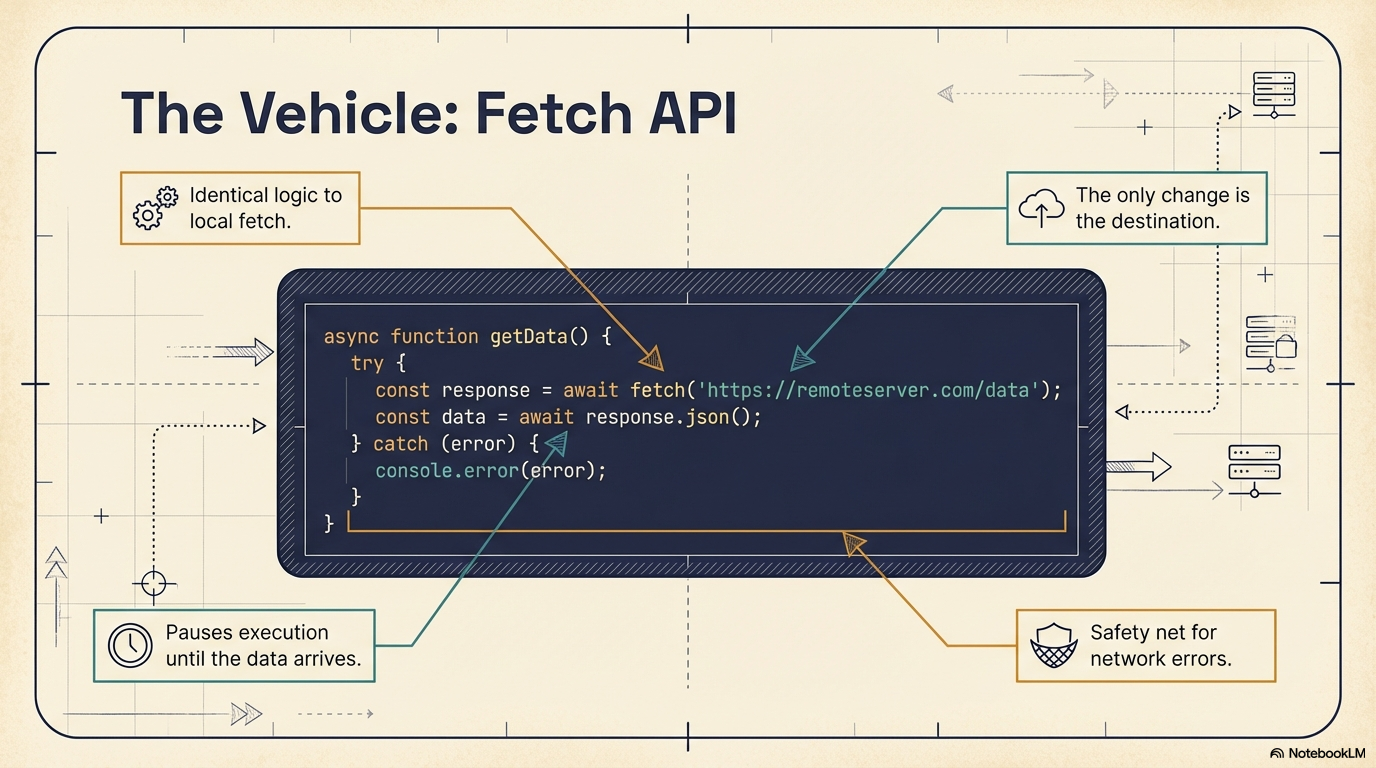 The Vehicle: Fetch API
Identical logic to
local fetch.
The only change is
the destination.
async function getData() {
try {
const response = await fetch('https://remoteserver.com/data');
const data = await response.json();
} catch (error) {
console.error(error);
}
}
Pauses execution
until the data arrives.
Safety net for
network errors.
NotebookLM